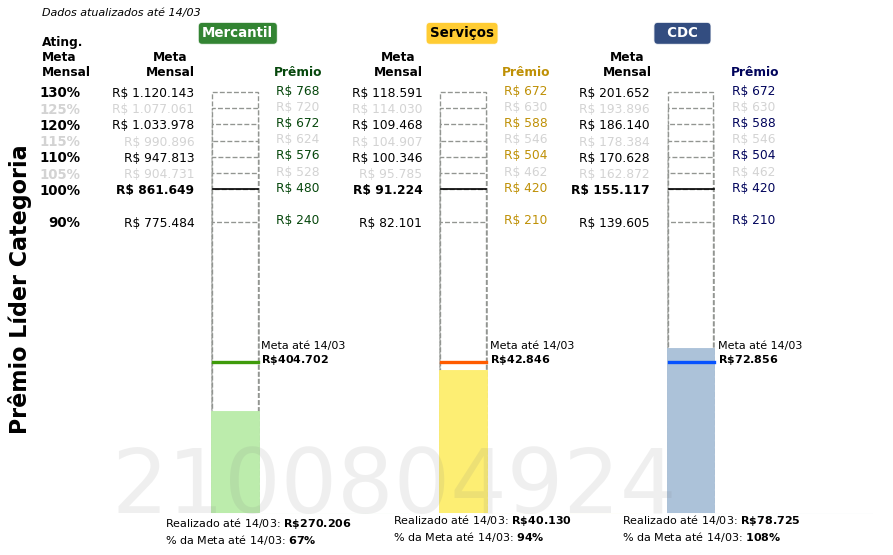 Dados atualizados até 14/03
Mercantil Serviços CDC
Ating. Meta Mensal Meta Mensal Prêmio Meta Mensal Prêmio Meta Mensal Prêmio
130% R$ 1.120.143 R$ 768 R$ 118.591 R$ 672 R$ 201.652 R$ 672
125% R$ 1.077.061 R$ 720 R$ 114.030 R$ 630 R$ 193.896 R$ 630
120% R$ 1.033.978 R$ 672 R$ 109.468 R$ 588 R$ 186.140 R$ 588
115% R$ 990.896 R$ 624 R$ 104.907 R$ 546 R$ 178.384 R$ 546
110% R$ 947.813 R$ 576 R$ 100.346 R$ 504 R$ 170.628 R$ 504
105% R$ 904.731 R$ 528 R$ 95.785 R$ 462 R$ 162.872 R$ 462
100% R$ 861.649 R$ 480 R$ 91.224 R$ 420 R$ 155.117 R$ 420
90% R$ 775.484 R$ 240 R$ 82.101 R$ 210 R$ 139.605 R$ 210
Prêmio Líder Categoria
Meta até 14/03 Meta até 14/03 Meta até 14/03
R$404.702 R$42.846 R$72.856
2100804924
Realizado até 14/03: R$270.206 Realizado até 14/03: R$40.130 Realizado até 14/03: R$78.725
% da Meta até 14/03: 67% % da Meta até 14/03: 94% % da Meta até 14/03: 108%